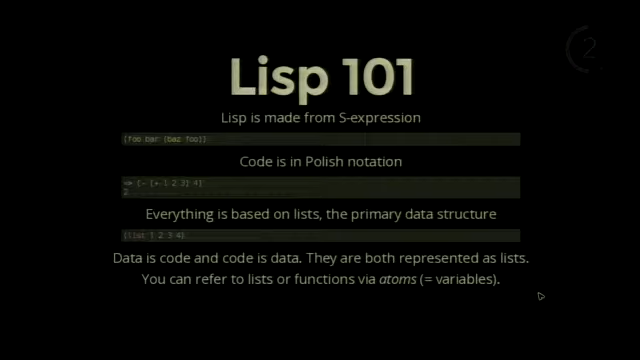 2
Lisp 101
Lisp is made from S-expression
(foo bar (baz foo))
Code is in Polish notation
=> (- (+ 1 2 3) 4)
2
Everything is based on lists, the primary data structure
(list 1 2 3 4)
Data is code and code is data. They are both represented as lists.
You can refer to lists or functions via atoms (= variables).